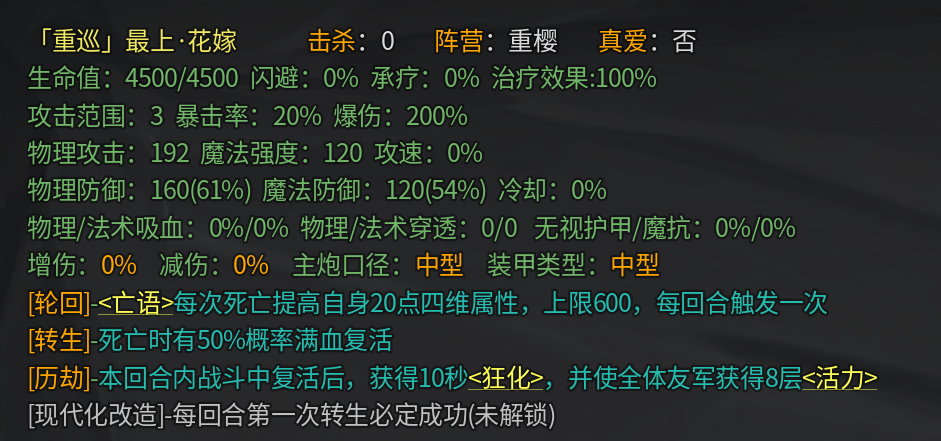 「重巡」最上·花嫁 击杀：0 阵营：重樱 真爱：否
生命值：4500/4500 闪避：0% 承疗：0% 治疗效果:100%
攻击范围：3 暴击率：20% 爆伤：200%
物理攻击：192 魔法强度：120 攻速：0%
物理防御：160(61%) 魔法防御：120(54%) 冷却：0%
物理/法术吸血：0%/0% 物理/法术穿透：0/0 无视护甲/魔抗：0%/0%
增伤：0% 减伤：0% 主炮口径：中型 装甲类型：中型
[轮回]-<亡语>每次死亡提高自身20点四维属性，上限600，每回合触发一次
[转生]-死亡时有50%概率满血复活
[历劫]-本回合内战斗中复活后，获得10秒<狂化>，并使全体友军获得8层<活力>
[现代化改造]-每回合第一次转生必定成功(未解锁)